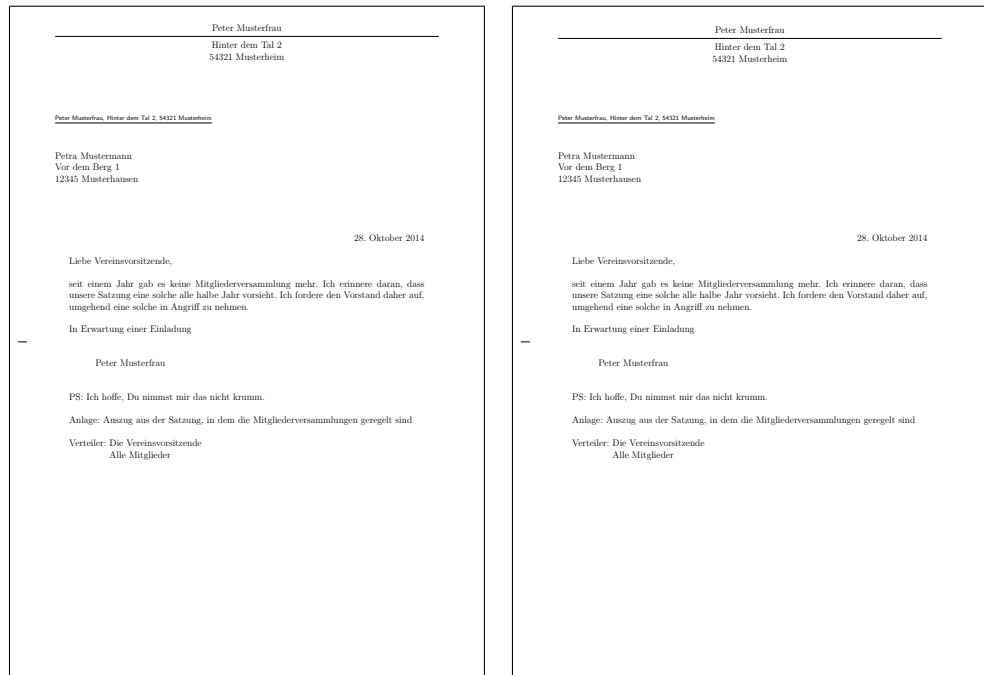 Peter Musterfrau
Hinter dem Tal 2
54321 Musterheim
Peter Musterfrau, Hinter dem Tal 2, 54321 Musterheim
Petra Mustermann
Vor dem Berg 1
12345 Musterhausen
28. Oktober 2014
Liebe Vereinsvorsitzende,
seit einem Jahr gab es keine Mitgliederversammlung mehr. Ich erinnere daran, dass
unsere Satzung eine solche alle halbe Jahr vorsieht. Ich fordere den Vorstand daher auf,
umgehend eine solche in Angriff zu nehmen.
In Erwartung einer Einladung
Peter Musterfrau
PS: Ich hoffe, Du nimmst mir das nicht krumm.
Anlage: Auszug aus der Satzung, in dem die Mitgliederversammlungen geregelt sind
Verteiler: Die Vereinsvorsitzende
Alle Mitglieder
Peter Musterfrau
Hinter dem Tal 2
54321 Musterheim
Peter Musterfrau, Hinter dem Tal 2, 54321 Musterheim
Petra Mustermann
Vor dem Berg 1
12345 Musterhausen
28. Oktober 2014
Liebe Vereinsvorsitzende,
seit einem Jahr gab es keine Mitgliederversammlung mehr. Ich erinnere daran, dass
unsere Satzung eine solche alle halbe Jahr vorsieht. Ich fordere den Vorstand daher auf,
umgehend eine solche in Angriff zu nehmen.
In Erwartung einer Einladung
Peter Musterfrau
PS: Ich hoffe, Du nimmst mir das nicht krumm.
Anlage: Auszug aus der Satzung, in dem die Mitgliederversammlungen geregelt sind
Verteiler: Die Vereinsvorsitzende
Alle Mitglieder